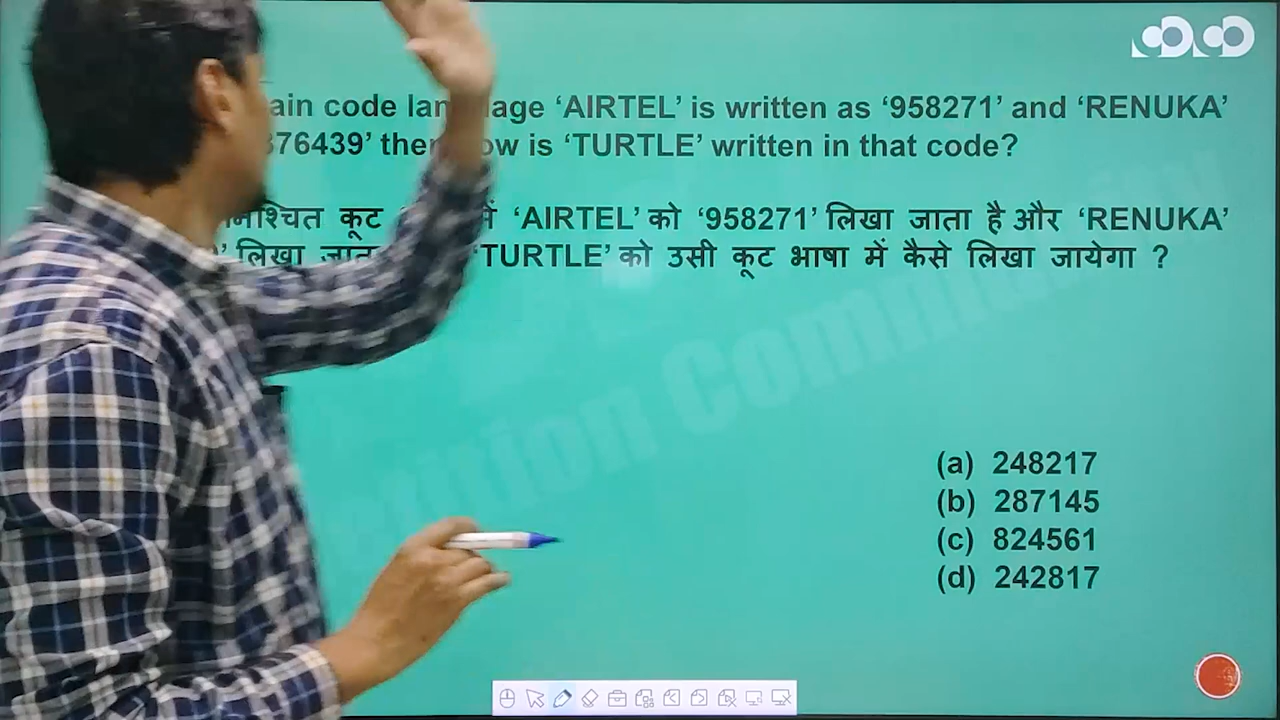 ain code lan age ‘AIRTEL’ is written as ‘958271’ and ‘RENUKA’
376439’ then ow is ‘TURTLE’ written in that code?
निश्चित कूट में ‘AIRTEL’ को ‘958271’ लिखा जाता है और ‘RENUKA’
’ लिखा जात ‘TURTLE’ को उसी कूट भाषा में कैसे लिखा जायेगा ?
(a) 248217
(b) 287145
(c) 824561
(d) 242817